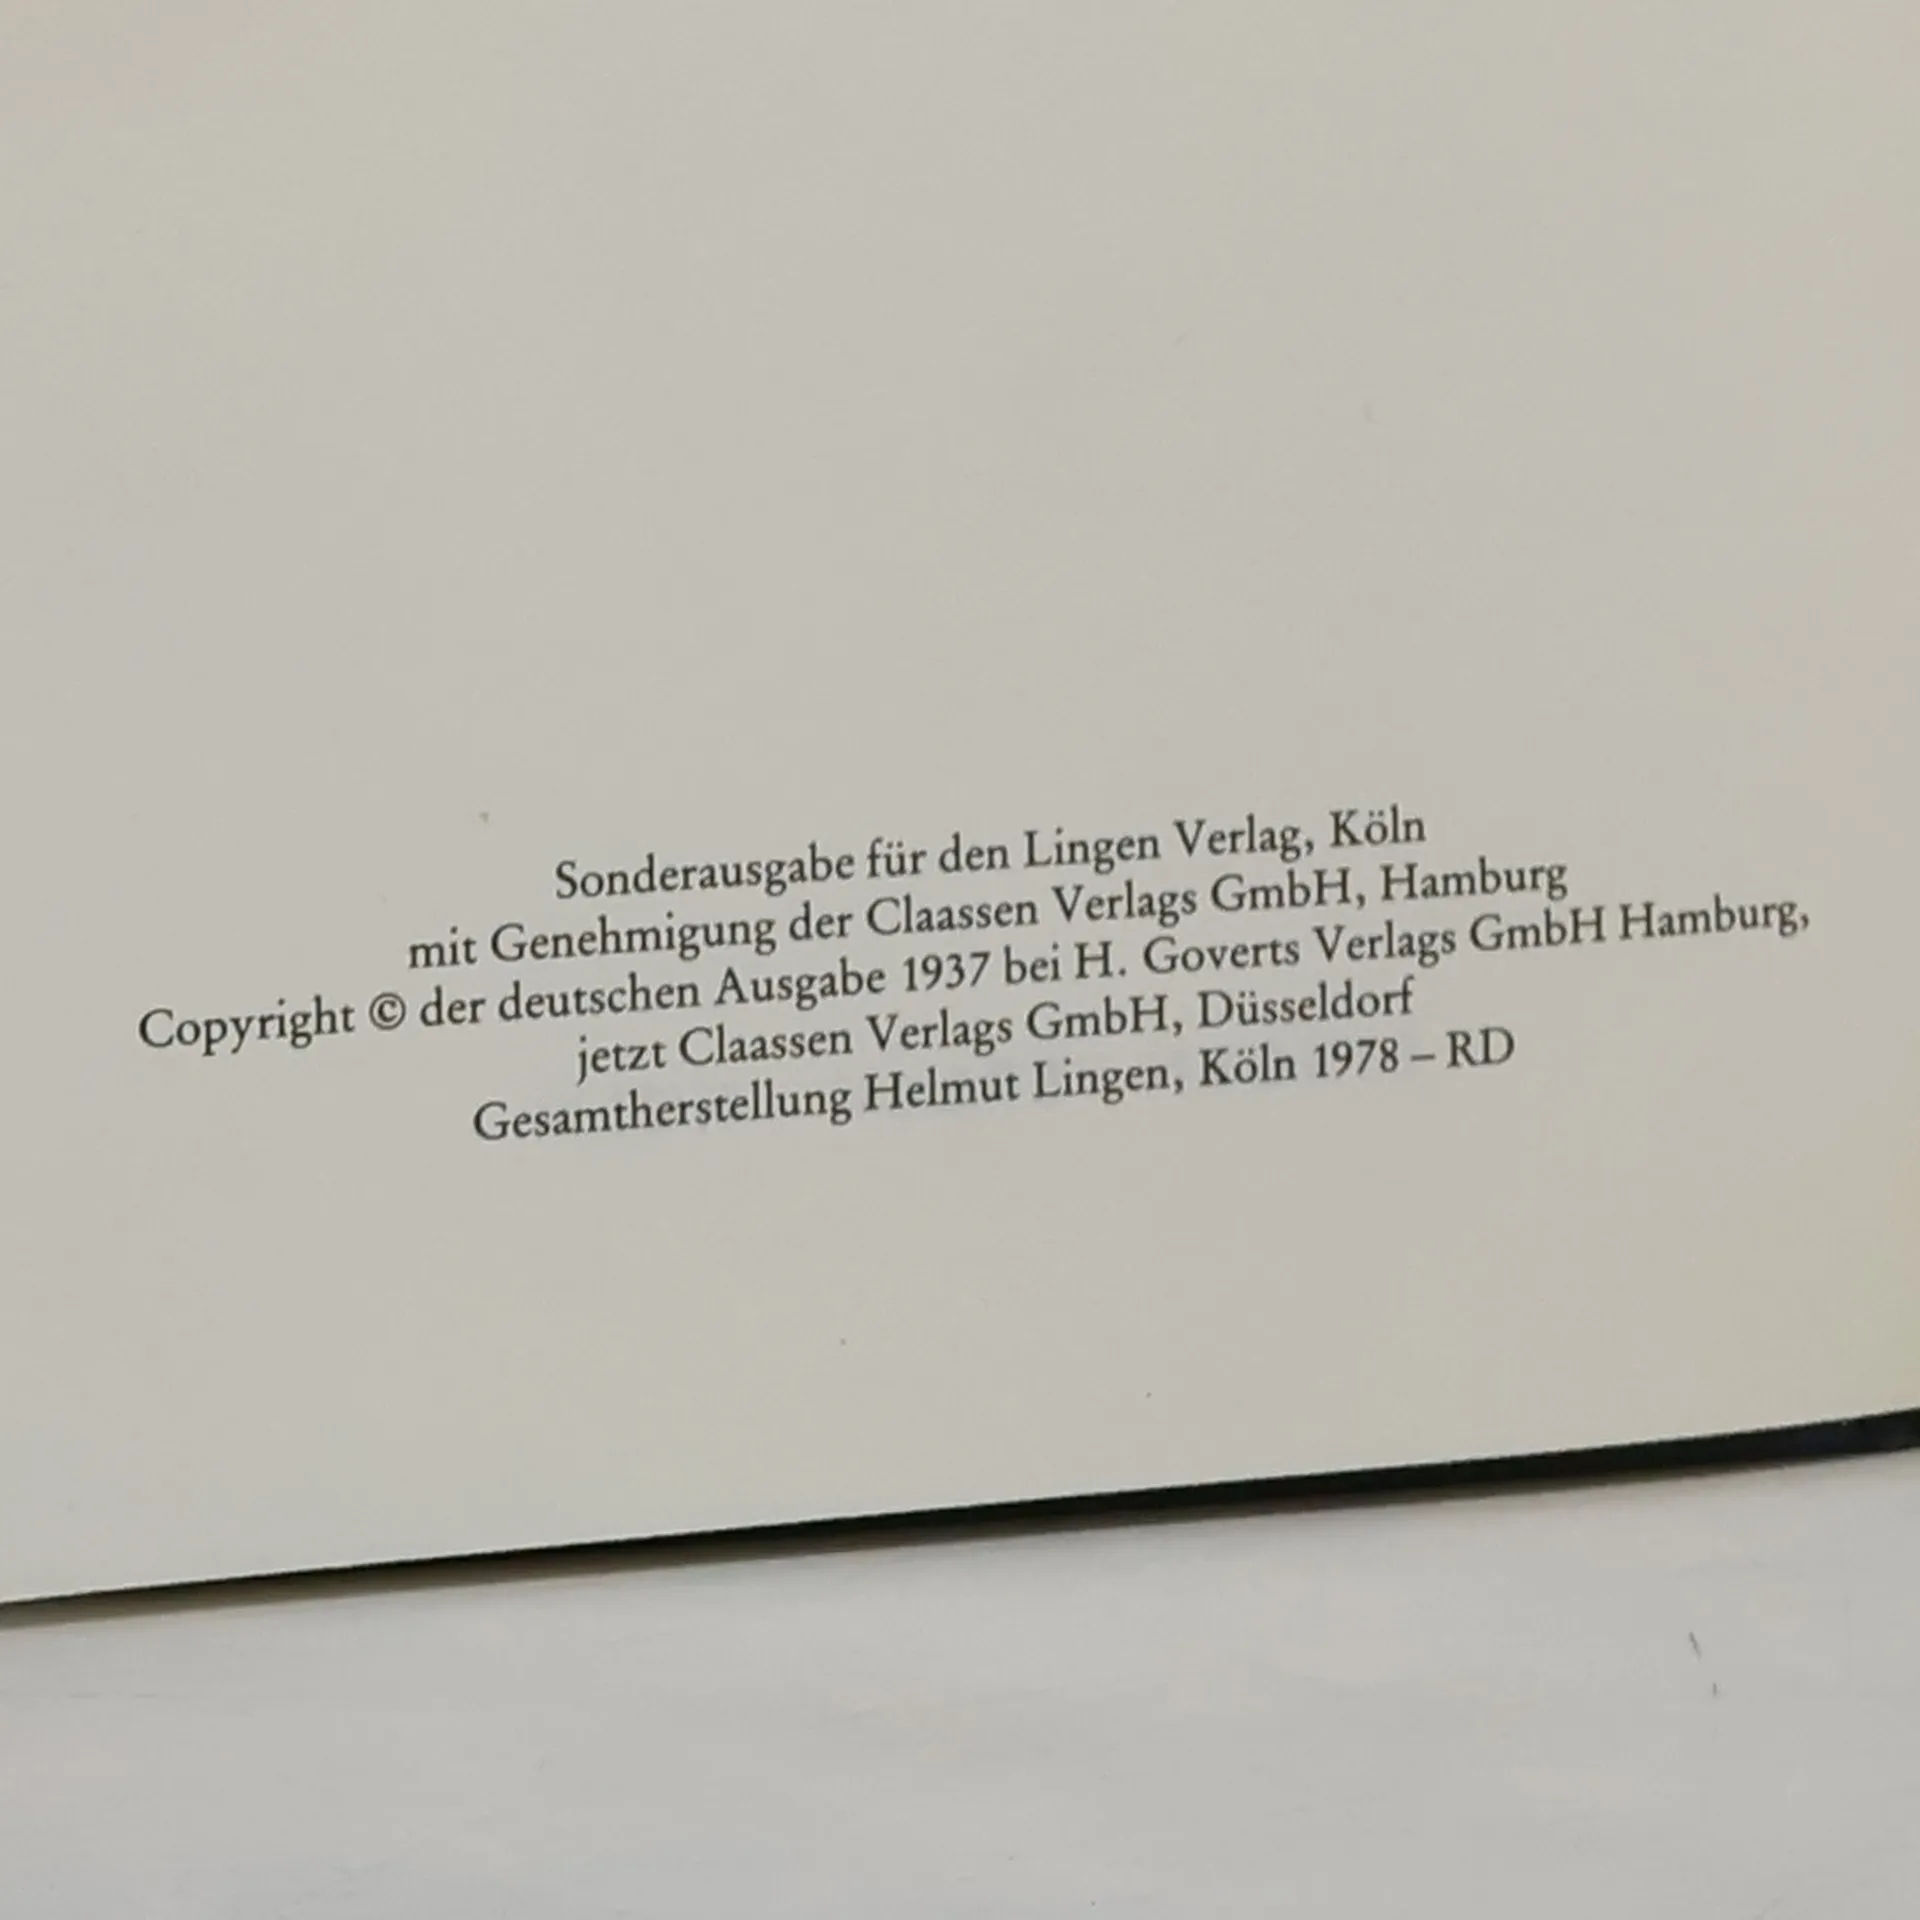 Sonderausgabe für den Lingen Verlag, Köln
mit Genehmigung der Claassen Verlags GmbH, Hamburg
Copyright © der deutschen Ausgabe 1937 bei H. Goverts Verlags GmbH Hamburg,
jetzt Claassen Verlags GmbH, Düsseldorf
Gesamtherstellung Helmut Lingen, Köln 1978 – RD